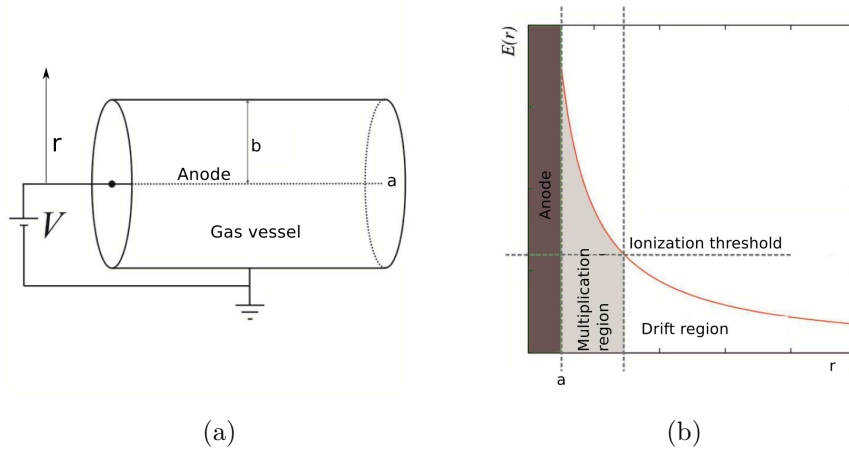 r
b
Anode
a
V
Gas vessel
(a)
E(r)
Anode
Ionization threshold
Multiplication
region
Drift region
r
a
(b)